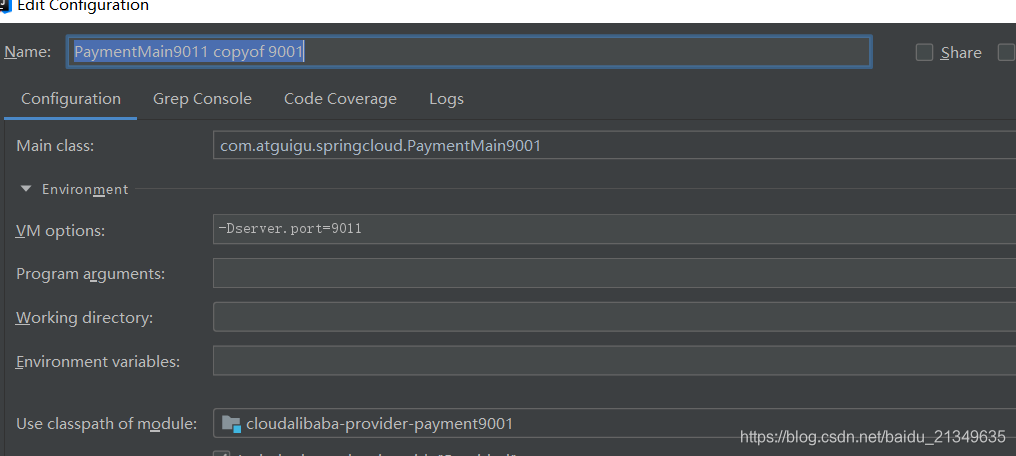 Edit Configuration
Name: PaymentMain9011 copyof 9001 Share
Configuration Grep Console Code Coverage Logs
Main class: com.atguigu.springcloud.PaymentMain9001
Environment
VM options: -Dserver.port=9011
Program arguments:
Working directory:
Environment variables:
Use classpath of module: cloudalibaba-provider-payment9001
https://blog.csdn.net/baidu_21349635